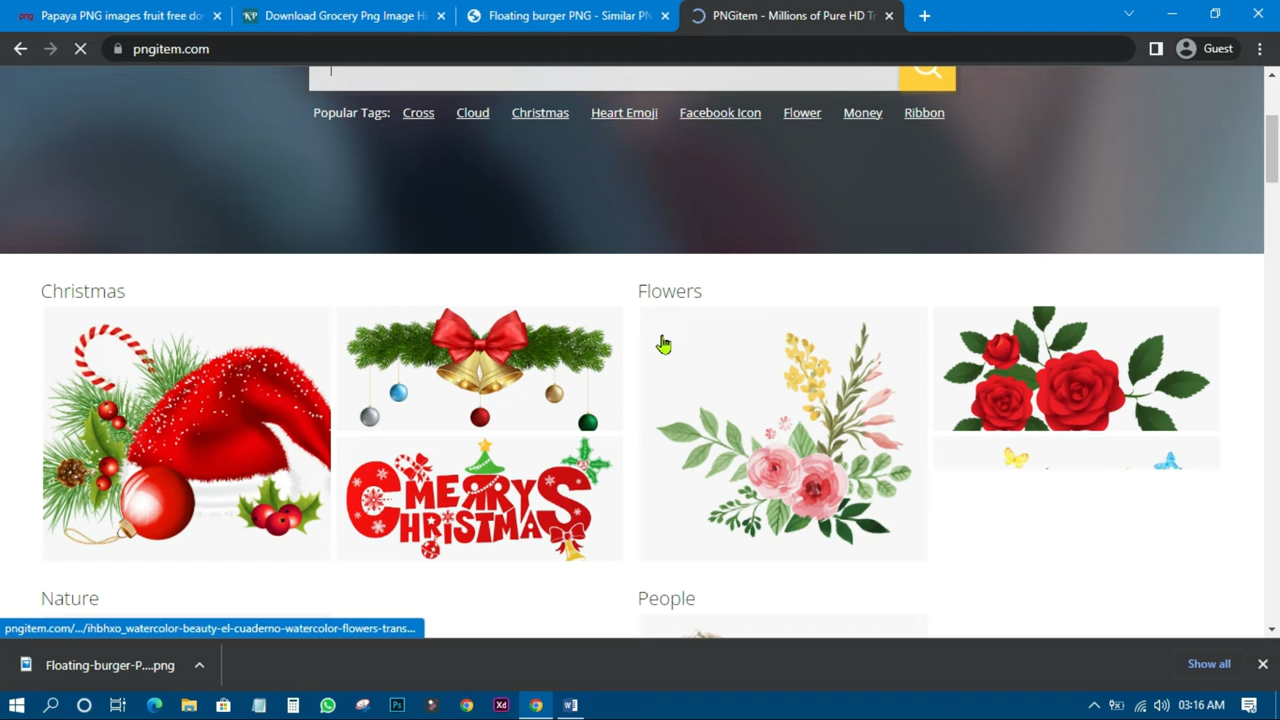 Papaya PNG images fruit free do
Download Grocery Png Image Hi
Floating burger PNG - Similar PN
PNGitem - Millions of Pure HD Tr
pngitem.com
Guest
Popular Tags: Cross Cloud Christmas Heart Emoji Facebook Icon Flower Money Ribbon
Christmas
Flowers
MERRY
CHRISTMAS
Nature
People
pngitem.com/.../ihbhxo_watercolor-beauty-el-cuaderno-watercolor-flowers-trans...
Floating-burger-P....png
Show all
03:16 AM